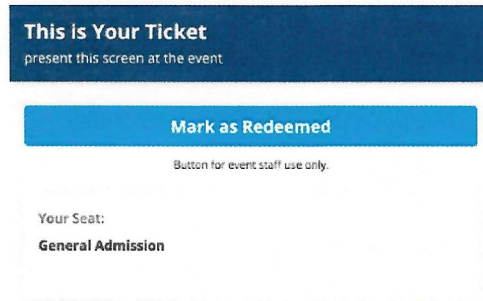 This is Your Ticket
present this screen at the event
Mark as Redeemed
Button for event staff use only.
Your Seat:
General Admission